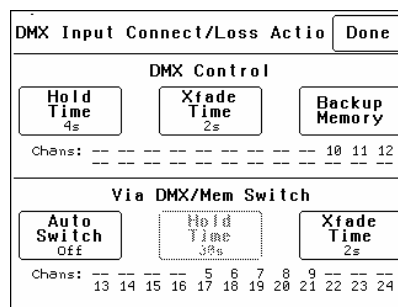 DMX Input Connect/Loss Actio Done
DMX Control
Hold Time 4s Xfade Time 2s Backup Memory
Chans: -- -- -- -- -- -- -- -- -- 10 11 12
-- -- -- -- -- -- -- -- -- -- -- --
Via DMX/Mem Switch
Auto Switch Off Hold Time 30s Xfade Time 2s
Chans: -- -- -- -- 5 6 7 8 9 -- -- --
13 14 15 16 17 18 19 20 21 22 23 24